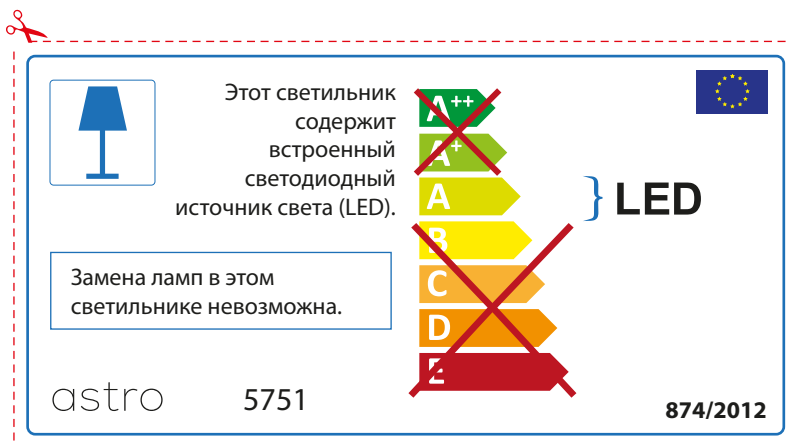 Этот светильник
содержит
встроенный
светодиодный
источник света (LED).
Замена ламп в этом
светильнике невозможна.
A++
A+
A
B
C
D
E
LED
astro
5751
874/2012